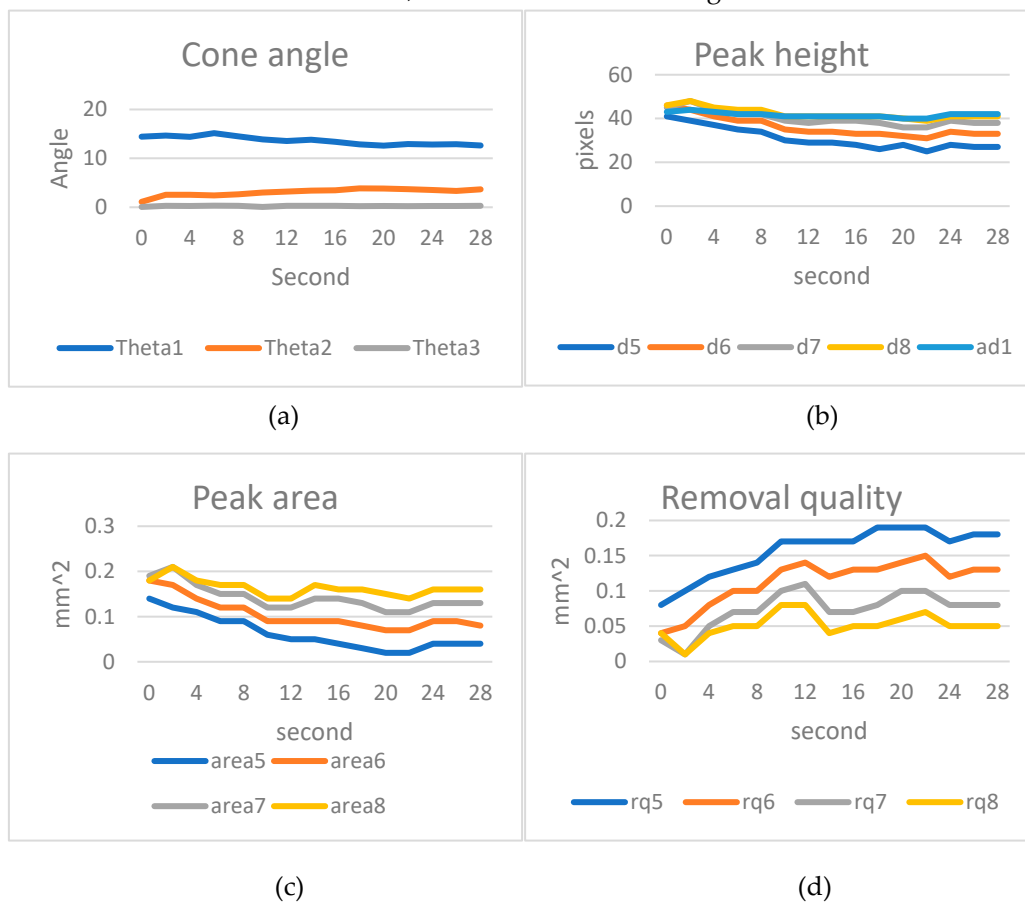 Cone angle
20
10
0
Angle
0 4 8 12 16 20 24 28
Second
Theta1 Theta2 Theta3
(a)
Peak height
60
40
20
0
pixels
0 4 8 12 16 20 24 28
second
d5 d6 d7 d8 ad1
(b)
Peak area
0.3
0.2
0.1
0
mm^2
0 4 8 12 16 20 24 28
second
area5 area6
area7 area8
(c)
Removal quality
0.2
0.15
0.1
0.05
0
mm^2
0 4 8 12 16 20 24 28
second
rq5 rq6 rq7 rq8
(d)